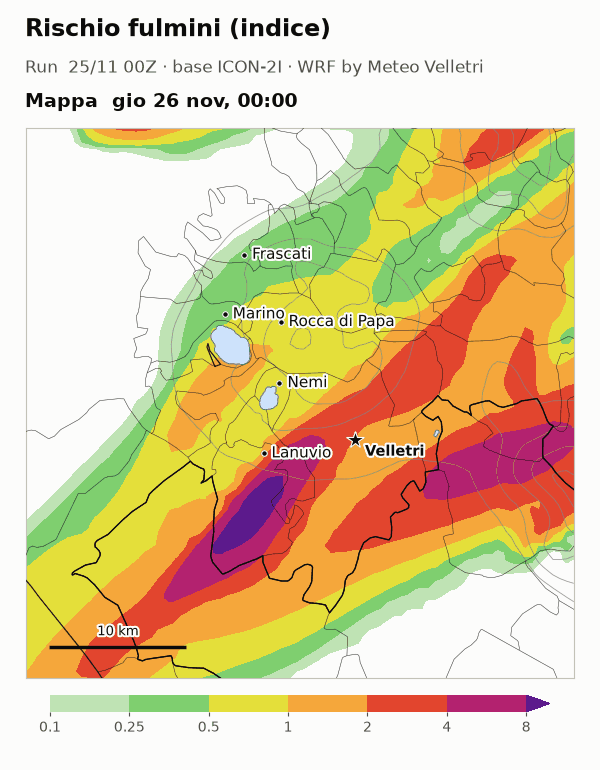 Rischio fulmini (indice)
Run  25/11 00Z · base ICON-2I · WRF by Meteo Velletri
Mappa  gio 26 nov, 00:00
Frascati
Marino
Rocca di Papa
Nemi
Velletri
Lanuvio
10 km
0.1 0.25 0.5 1 2 4 8